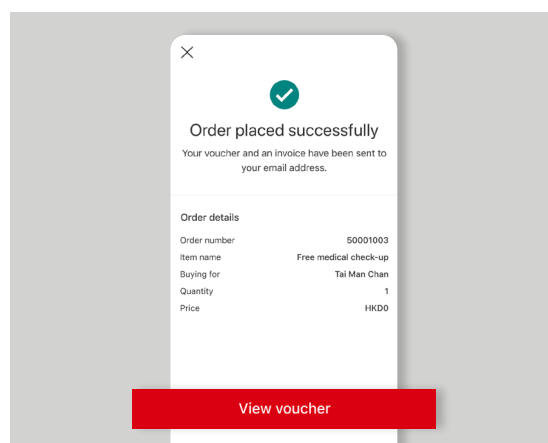 Order placed successfully
Your voucher and an invoice have been sent to
your email address.
Order details
Order number 50001003
Item name Free medical check-up
Buying for Tai Man Chan
Quantity 1
Price HKD0
View voucher